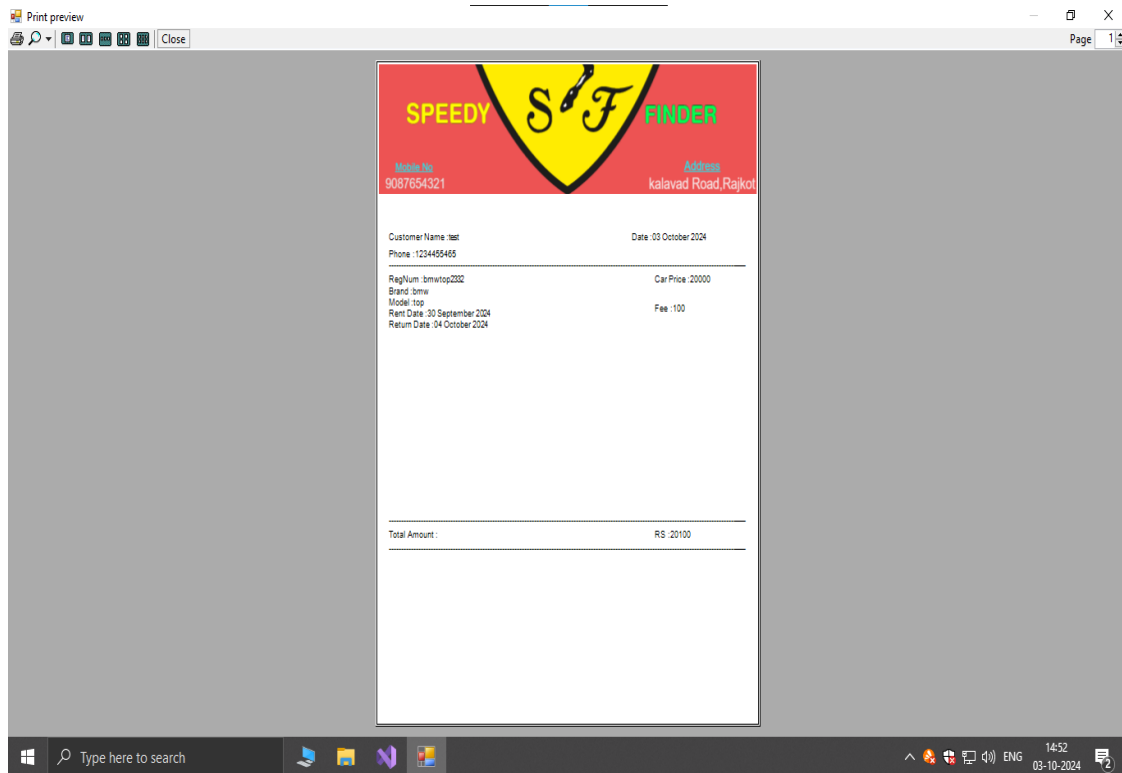 Print preview
Close
Page 1
SPEEDY S F FINDER
Mobile No
Address
9087654321
kalavad Road,Rajkot
Customer Name :test
Date :03 October 2024
Phone :1234455465
RegNum :bmwtop2332
Car Price :20000
Brand :bmw
Model :top
Fee :100
Rent Date :30 September 2024
Return Date :04 October 2024
Total Amount :
RS :20100
Type here to search
ENG
14:52
03-10-2024
2